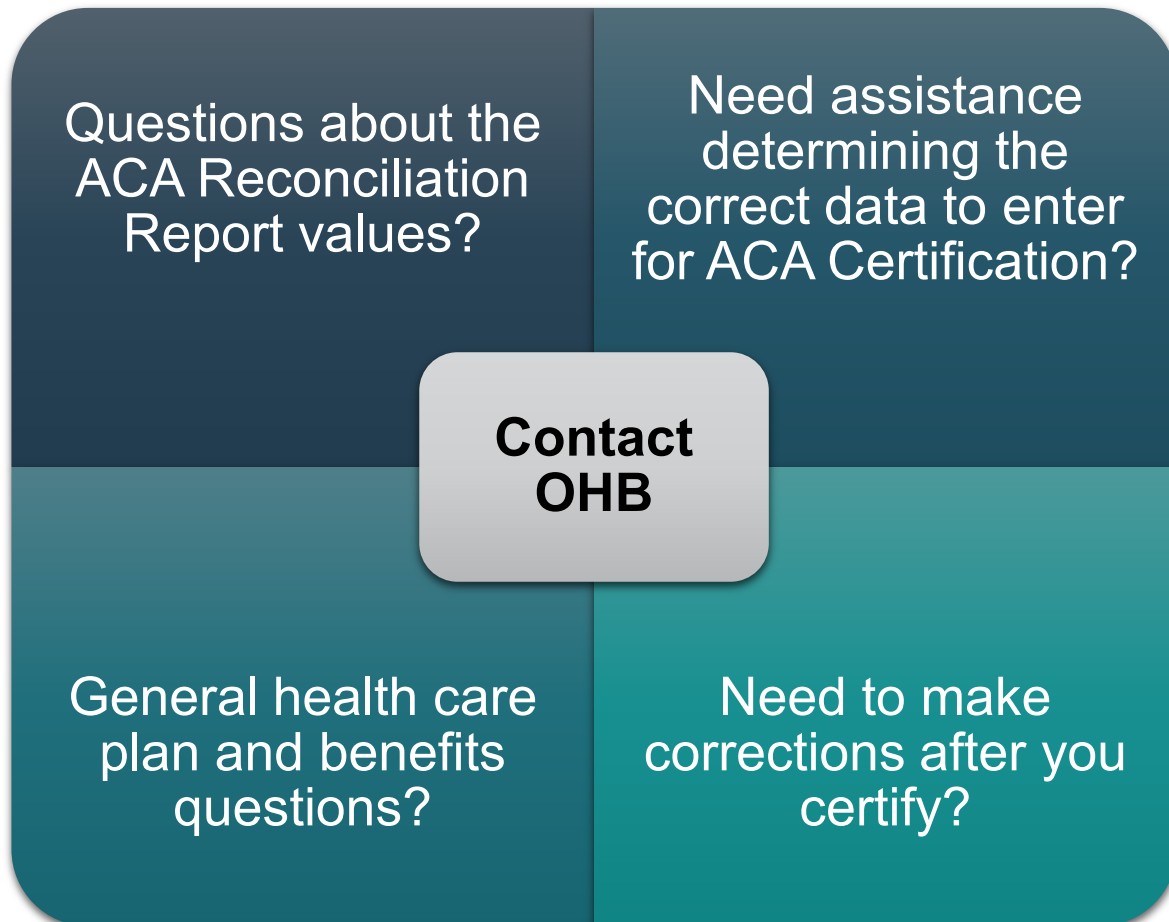 Questions about the
ACA Reconciliation
Report values?
Need assistance
determining the
correct data to enter
for ACA Certification?
Contact
OHB
General health care
plan and benefits
questions?
Need to make
corrections after you
certify?